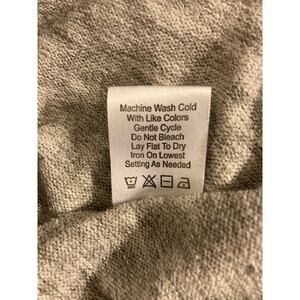 Machine Wash Cold
With Like Colors
Gentle Cycle
Do Not Bleach
Lay Flat To Dry
Iron On Lowest
Setting As Needed